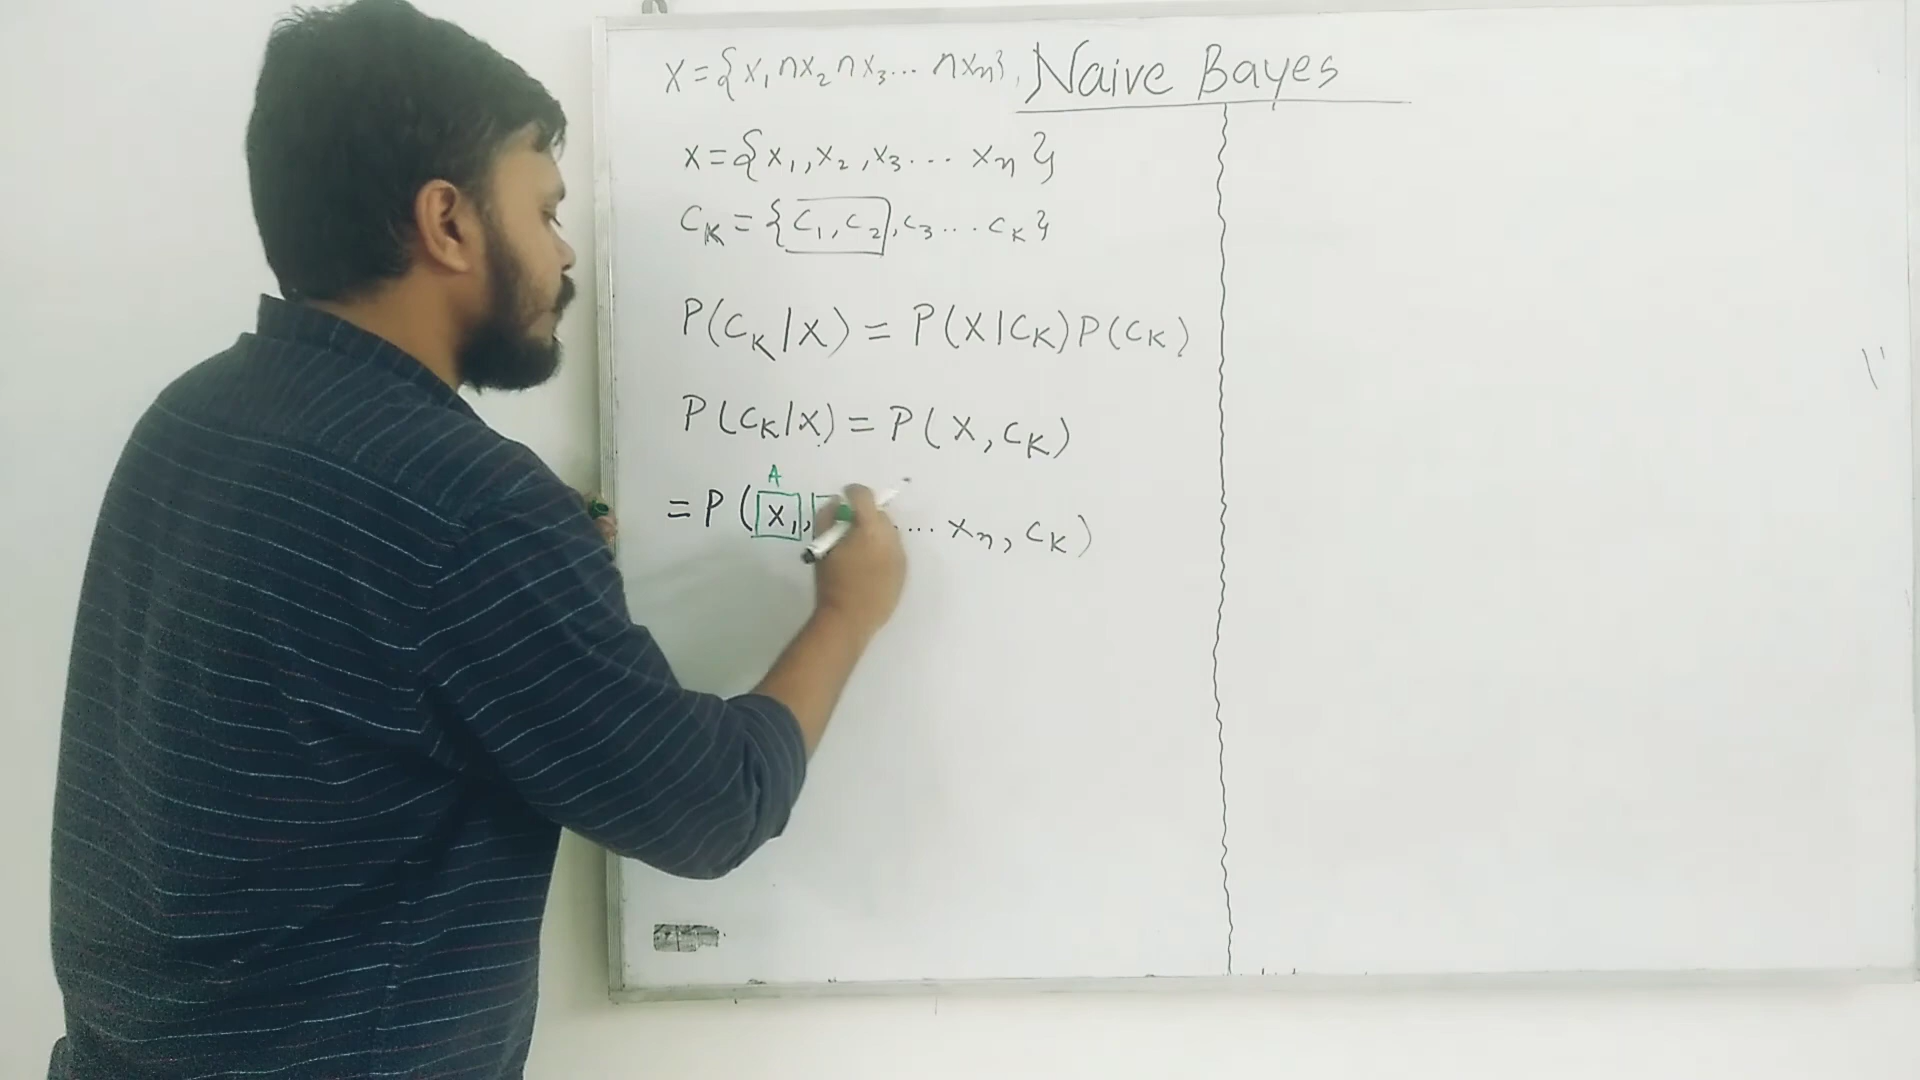 Naive Bayes
X = {x₁ ∩ x₂ ∩ x₃ ... ∩ xₙ}
x = {x₁, x₂, x₃ ... xₙ}
Cₖ = {C₁, C₂, C₃ ... Cₖ}
P(Cₖ|X) = P(X|Cₖ)P(Cₖ)
P(Cₖ|x) = P(x, Cₖ)
A
= P(x₁, ... xₙ, Cₖ)